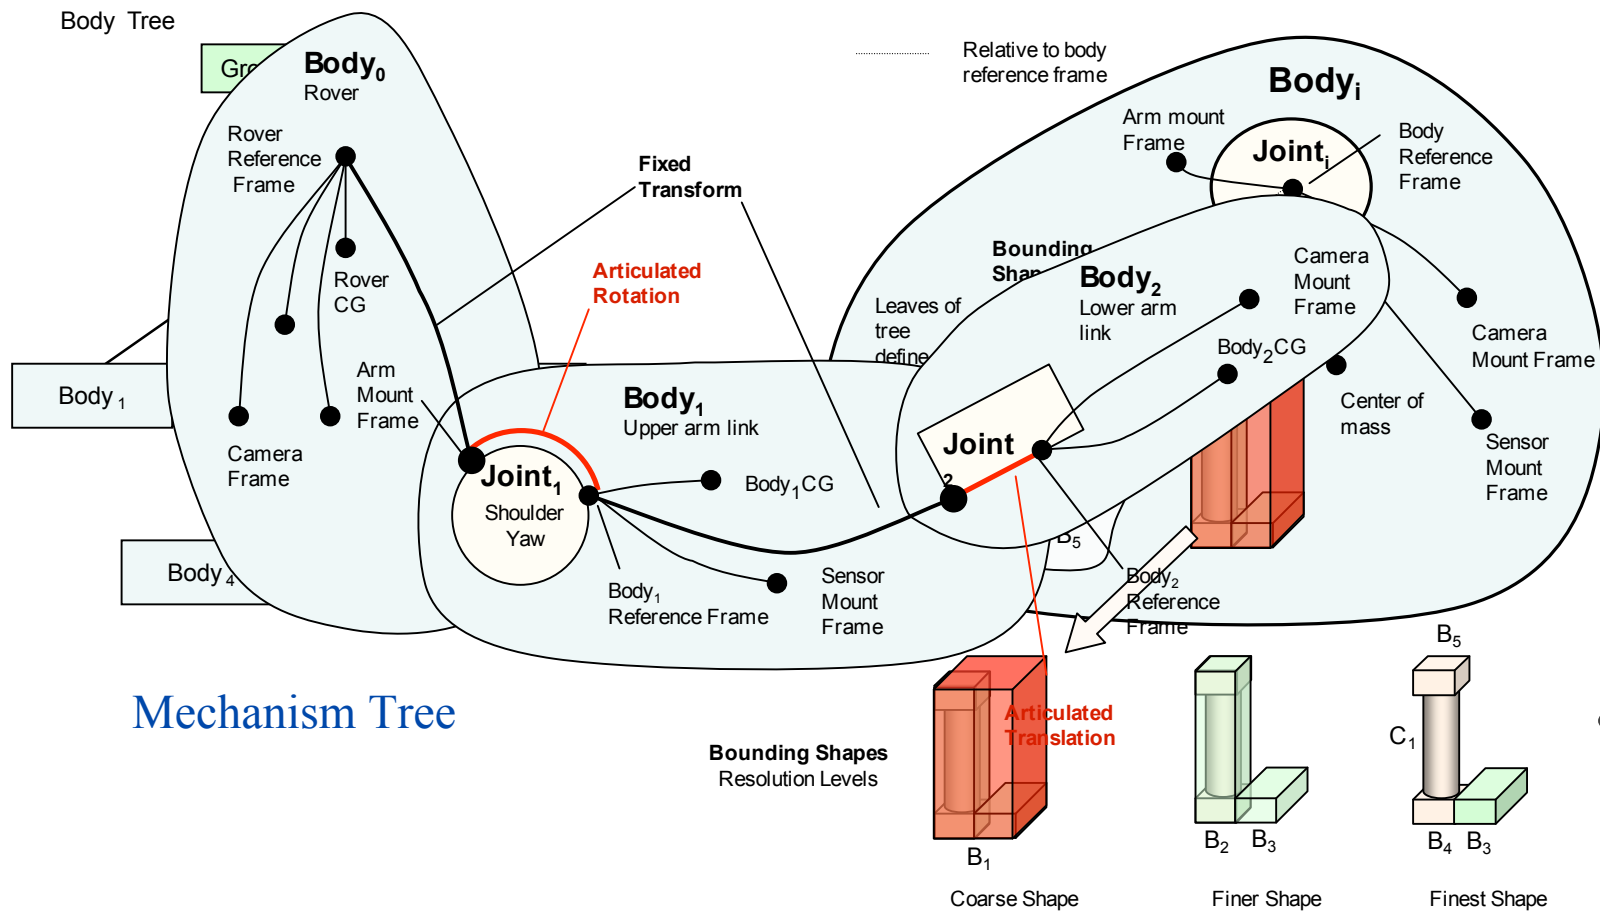 Body Tree
Gro
Body0
Rover
Rover
Reference
Frame
Rover
CG
Camera
Frame
Arm
Mount
Frame
Body 1
Body 4
Fixed
Transform
Articulated
Rotation
Joint1
Shoulder
Yaw
Body1
Upper arm link
Body1CG
Body1
Reference Frame
Sensor
Mount
Frame
Relative to body
reference frame
Bodyi
Arm mount
Frame
Jointi
Body
Reference
Frame
Bounding
Shap
Leaves of
tree
define
Body2
Lower arm
link
Camera
Mount
Frame
Body2CG
Joint
2
Camera
Mount Frame
Center of
mass
Sensor
Mount
Frame
B5
Body2
Reference
Frame
Mechanism Tree
Articulated
Translation
Bounding Shapes
Resolution Levels
B1
Coarse Shape
B2 B3
Finer Shape
B5
C1
B4 B3
Finest Shape